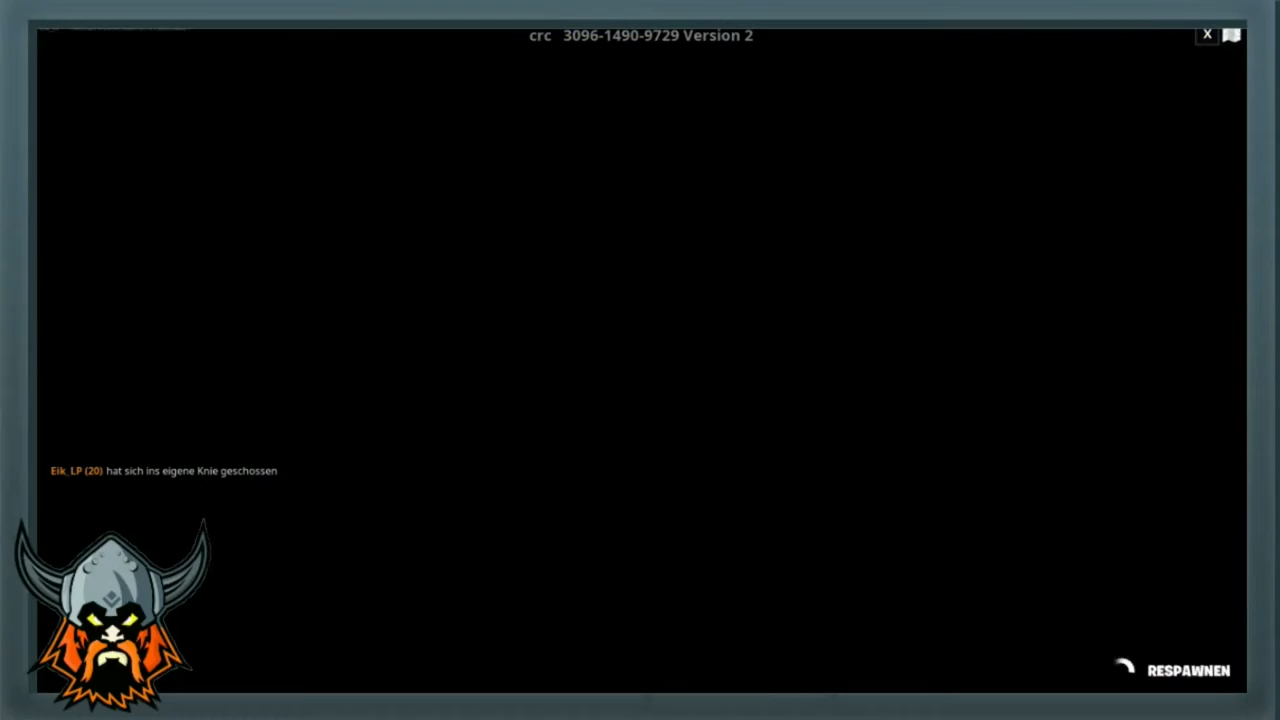 crc 3096-1490-9729 Version 2
X
Eik_LP (20) hat sich ins eigene Knie geschossen
RESPAWNEN